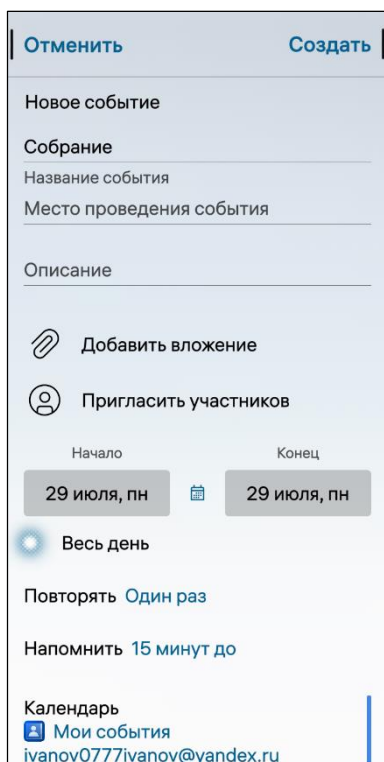 Отменить Создать
Новое событие
Собрание
Название события
Место проведения события
Описание
Добавить вложение
Пригласить участников
Начало Конец
29 июля, пн 29 июля, пн
Весь день
Повторять Один раз
Напомнить 15 минут до
Календарь
Мои события
ivanov0777ivanov@yandex.ru